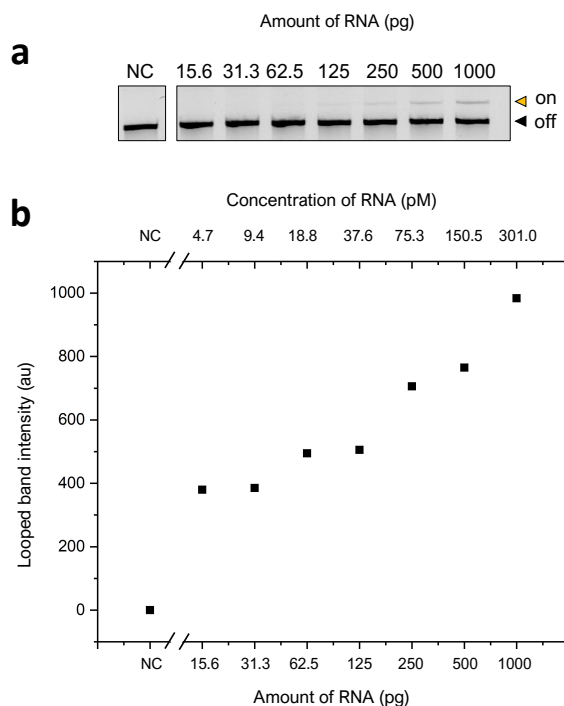 Amount of RNA (pg)
a
NC 15.6 31.3 62.5 125 250 500 1000
on
off
Concentration of RNA (pM)
b
NC 4.7 9.4 18.8 37.6 75.3 150.5 301.0
1000
800
600
400
200
0
Looped band intensity (au)
NC 15.6 31.3 62.5 125 250 500 1000
Amount of RNA (pg)